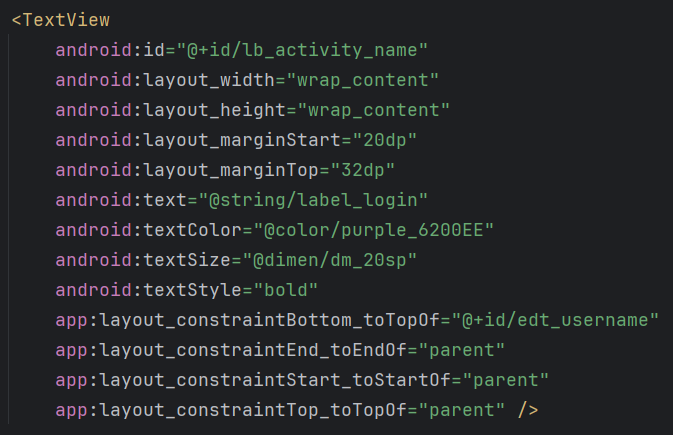 <TextView
android:id="@+id/lb_activity_name"
android:layout_width="wrap_content"
android:layout_height="wrap_content"
android:layout_marginStart="20dp"
android:layout_marginTop="32dp"
android:text="@string/label_login"
android:textColor="@color/purple_6200EE"
android:textSize="@dimen/dm_20sp"
android:textStyle="bold"
app:layout_constraintBottom_toTopOf="@+id/edt_username"
app:layout_constraintEnd_toEndOf="parent"
app:layout_constraintStart_toStartOf="parent"
app:layout_constraintTop_toTopOf="parent" />